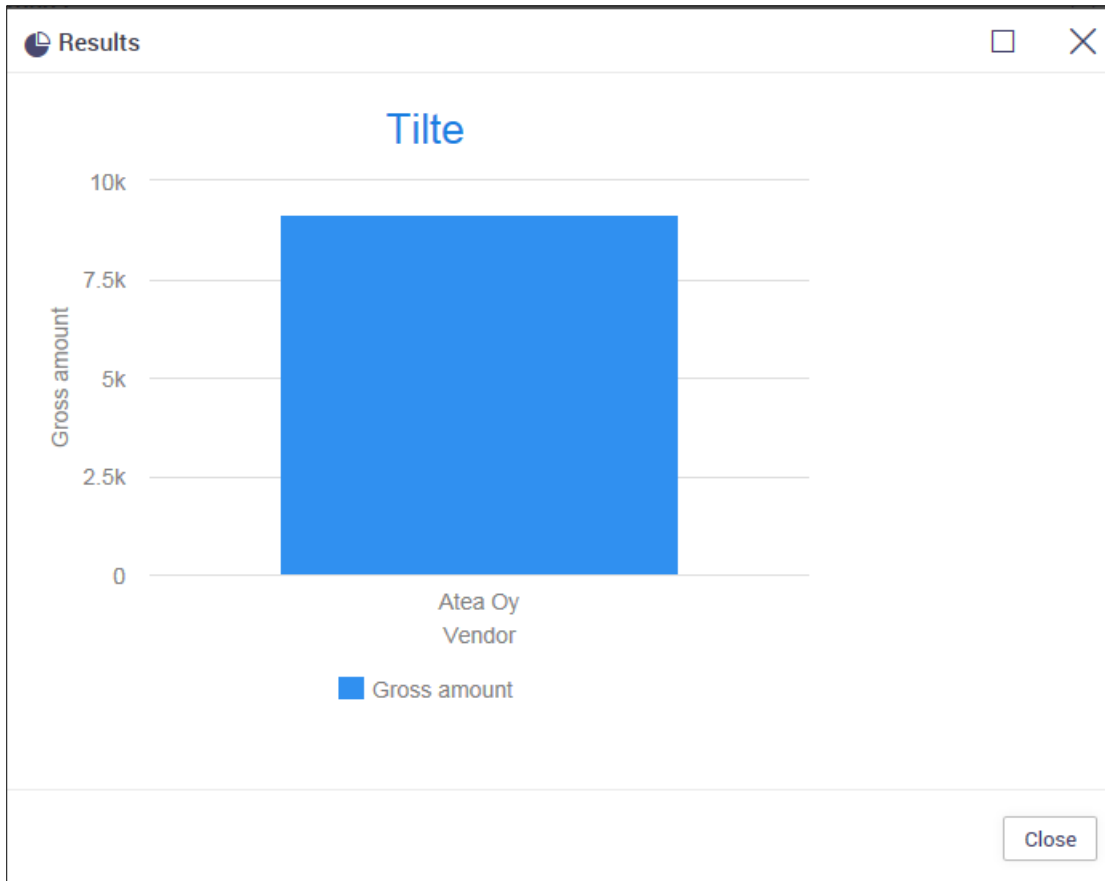 Results
Tilte
10k
7.5k
5k
2.5k
0
Gross amount
Atea Oy
Vendor
Gross amount
Close